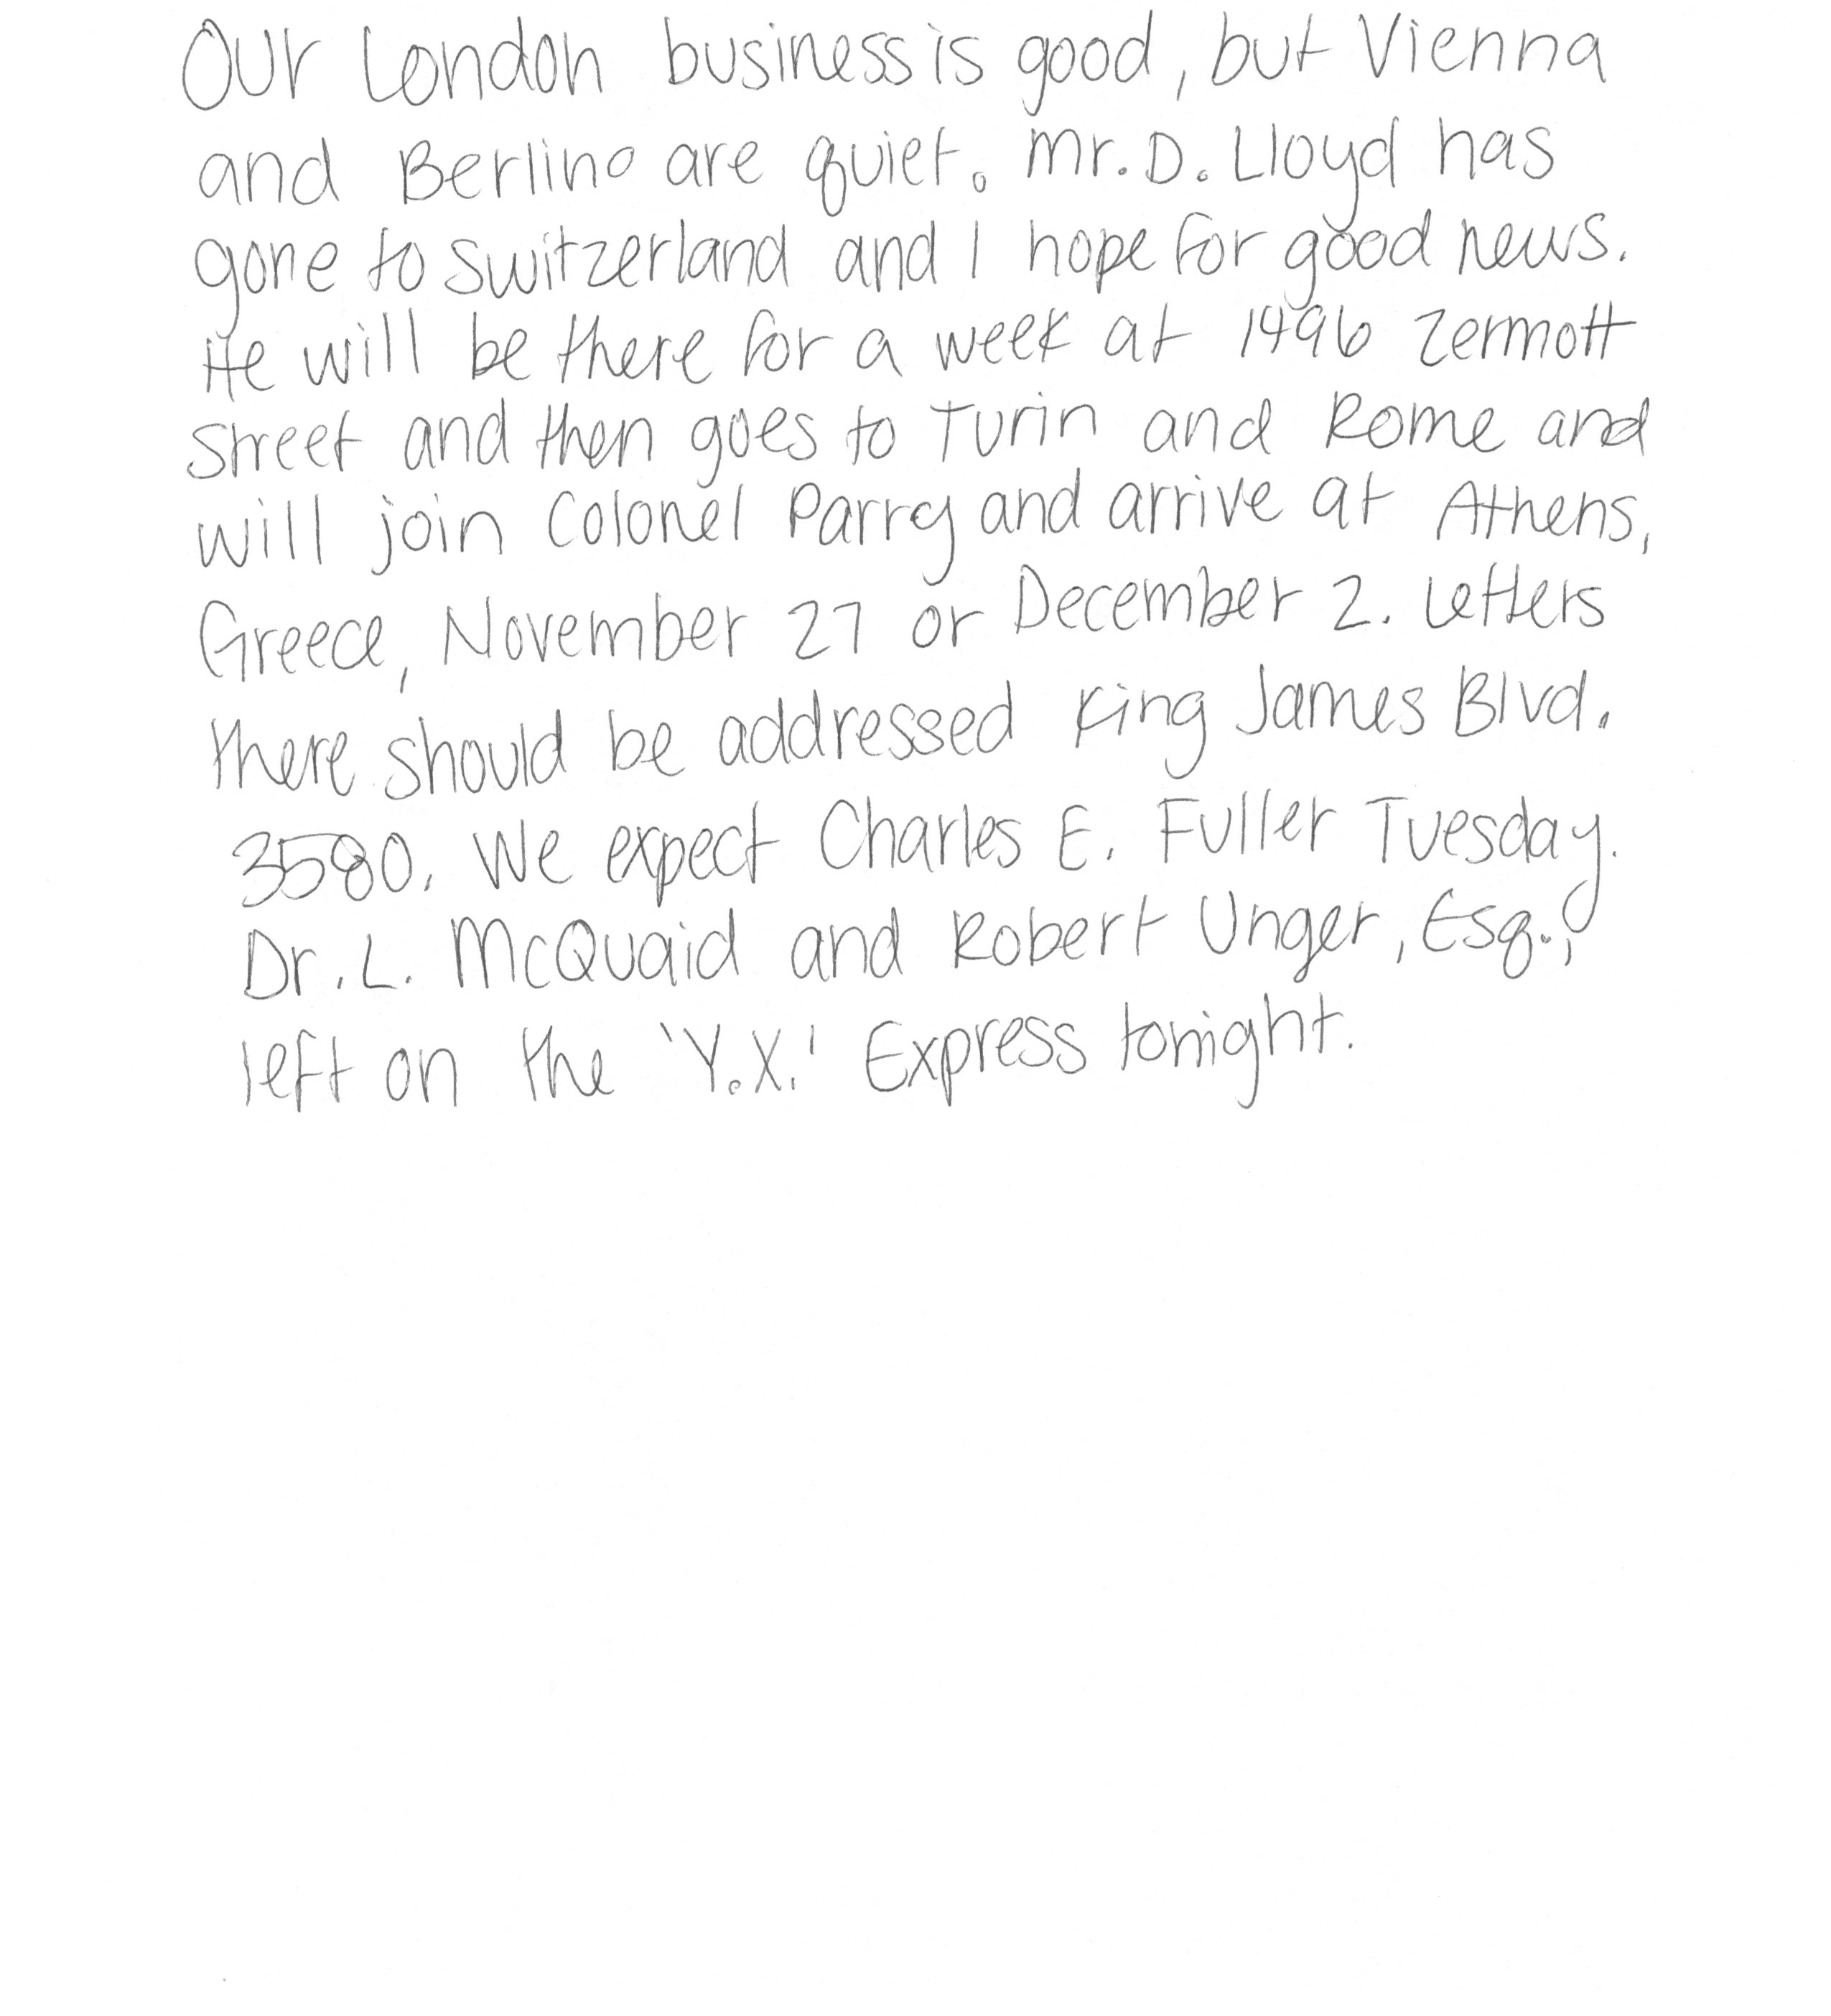 Our London business is good, but Vienna
and Berlino are quiet. Mr. D. Lloyd has
gone to Switzerland and I hope for good news.
He will be there for a week at 1496 Zermott
Street and then goes to Turin and Rome and
will join Colonel Parry and arrive at Athens,
Greece, November 27 or December 2. Letters
there should be addressed King James Blvd.
3580. We expect Charles E. Fuller Tuesday.
Dr. L. McQuaid and Robert Unger, Esq.,
left on the 'Y.X.' Express tonight.